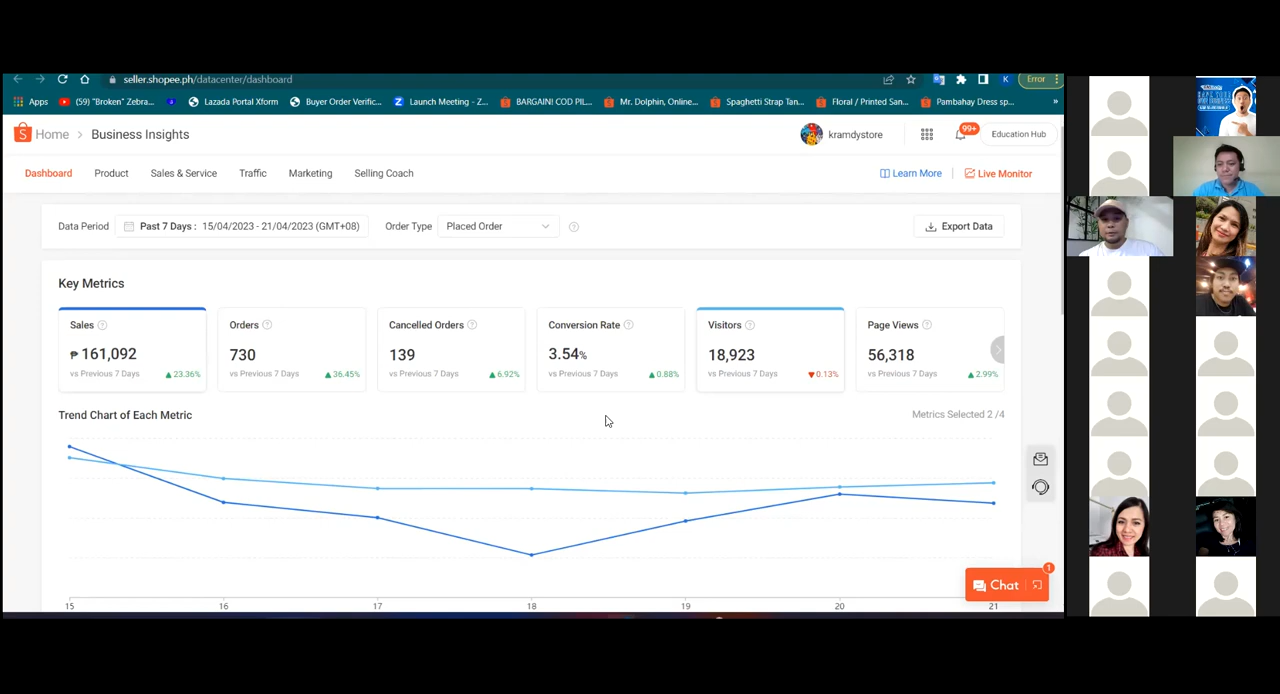 seller.shopee.ph/datacenter/dashboard
Error
Apps
(59) "Broken" Zebra...
Lazada Portal Xform
Buyer Order Verific...
Launch Meeting - Z...
BARGAIN! COD PIL...
Mr. Dolphin, Online...
Spaghetti Strap Tan...
Floral / Printed San...
Pambahay Dress sp...
»
Home > Business Insights
kramdystore
99+
Education Hub
Dashboard
Product
Sales & Service
Traffic
Marketing
Selling Coach
Learn More
Live Monitor
Data Period
Past 7 Days : 15/04/2023 - 21/04/2023 (GMT+08)
Order Type
Placed Order
Export Data
Key Metrics
Sales
₱ 161,092
vs Previous 7 Days
23.36%
Orders
730
vs Previous 7 Days
36.45%
Cancelled Orders
139
vs Previous 7 Days
6.92%
Conversion Rate
3.54%
vs Previous 7 Days
0.88%
Visitors
18,923
vs Previous 7 Days
0.13%
Page Views
56,318
vs Previous 7 Days
2.99%
Trend Chart of Each Metric
Metrics Selected 2 /4
15
16
17
18
19
20
21
Chat
1
K